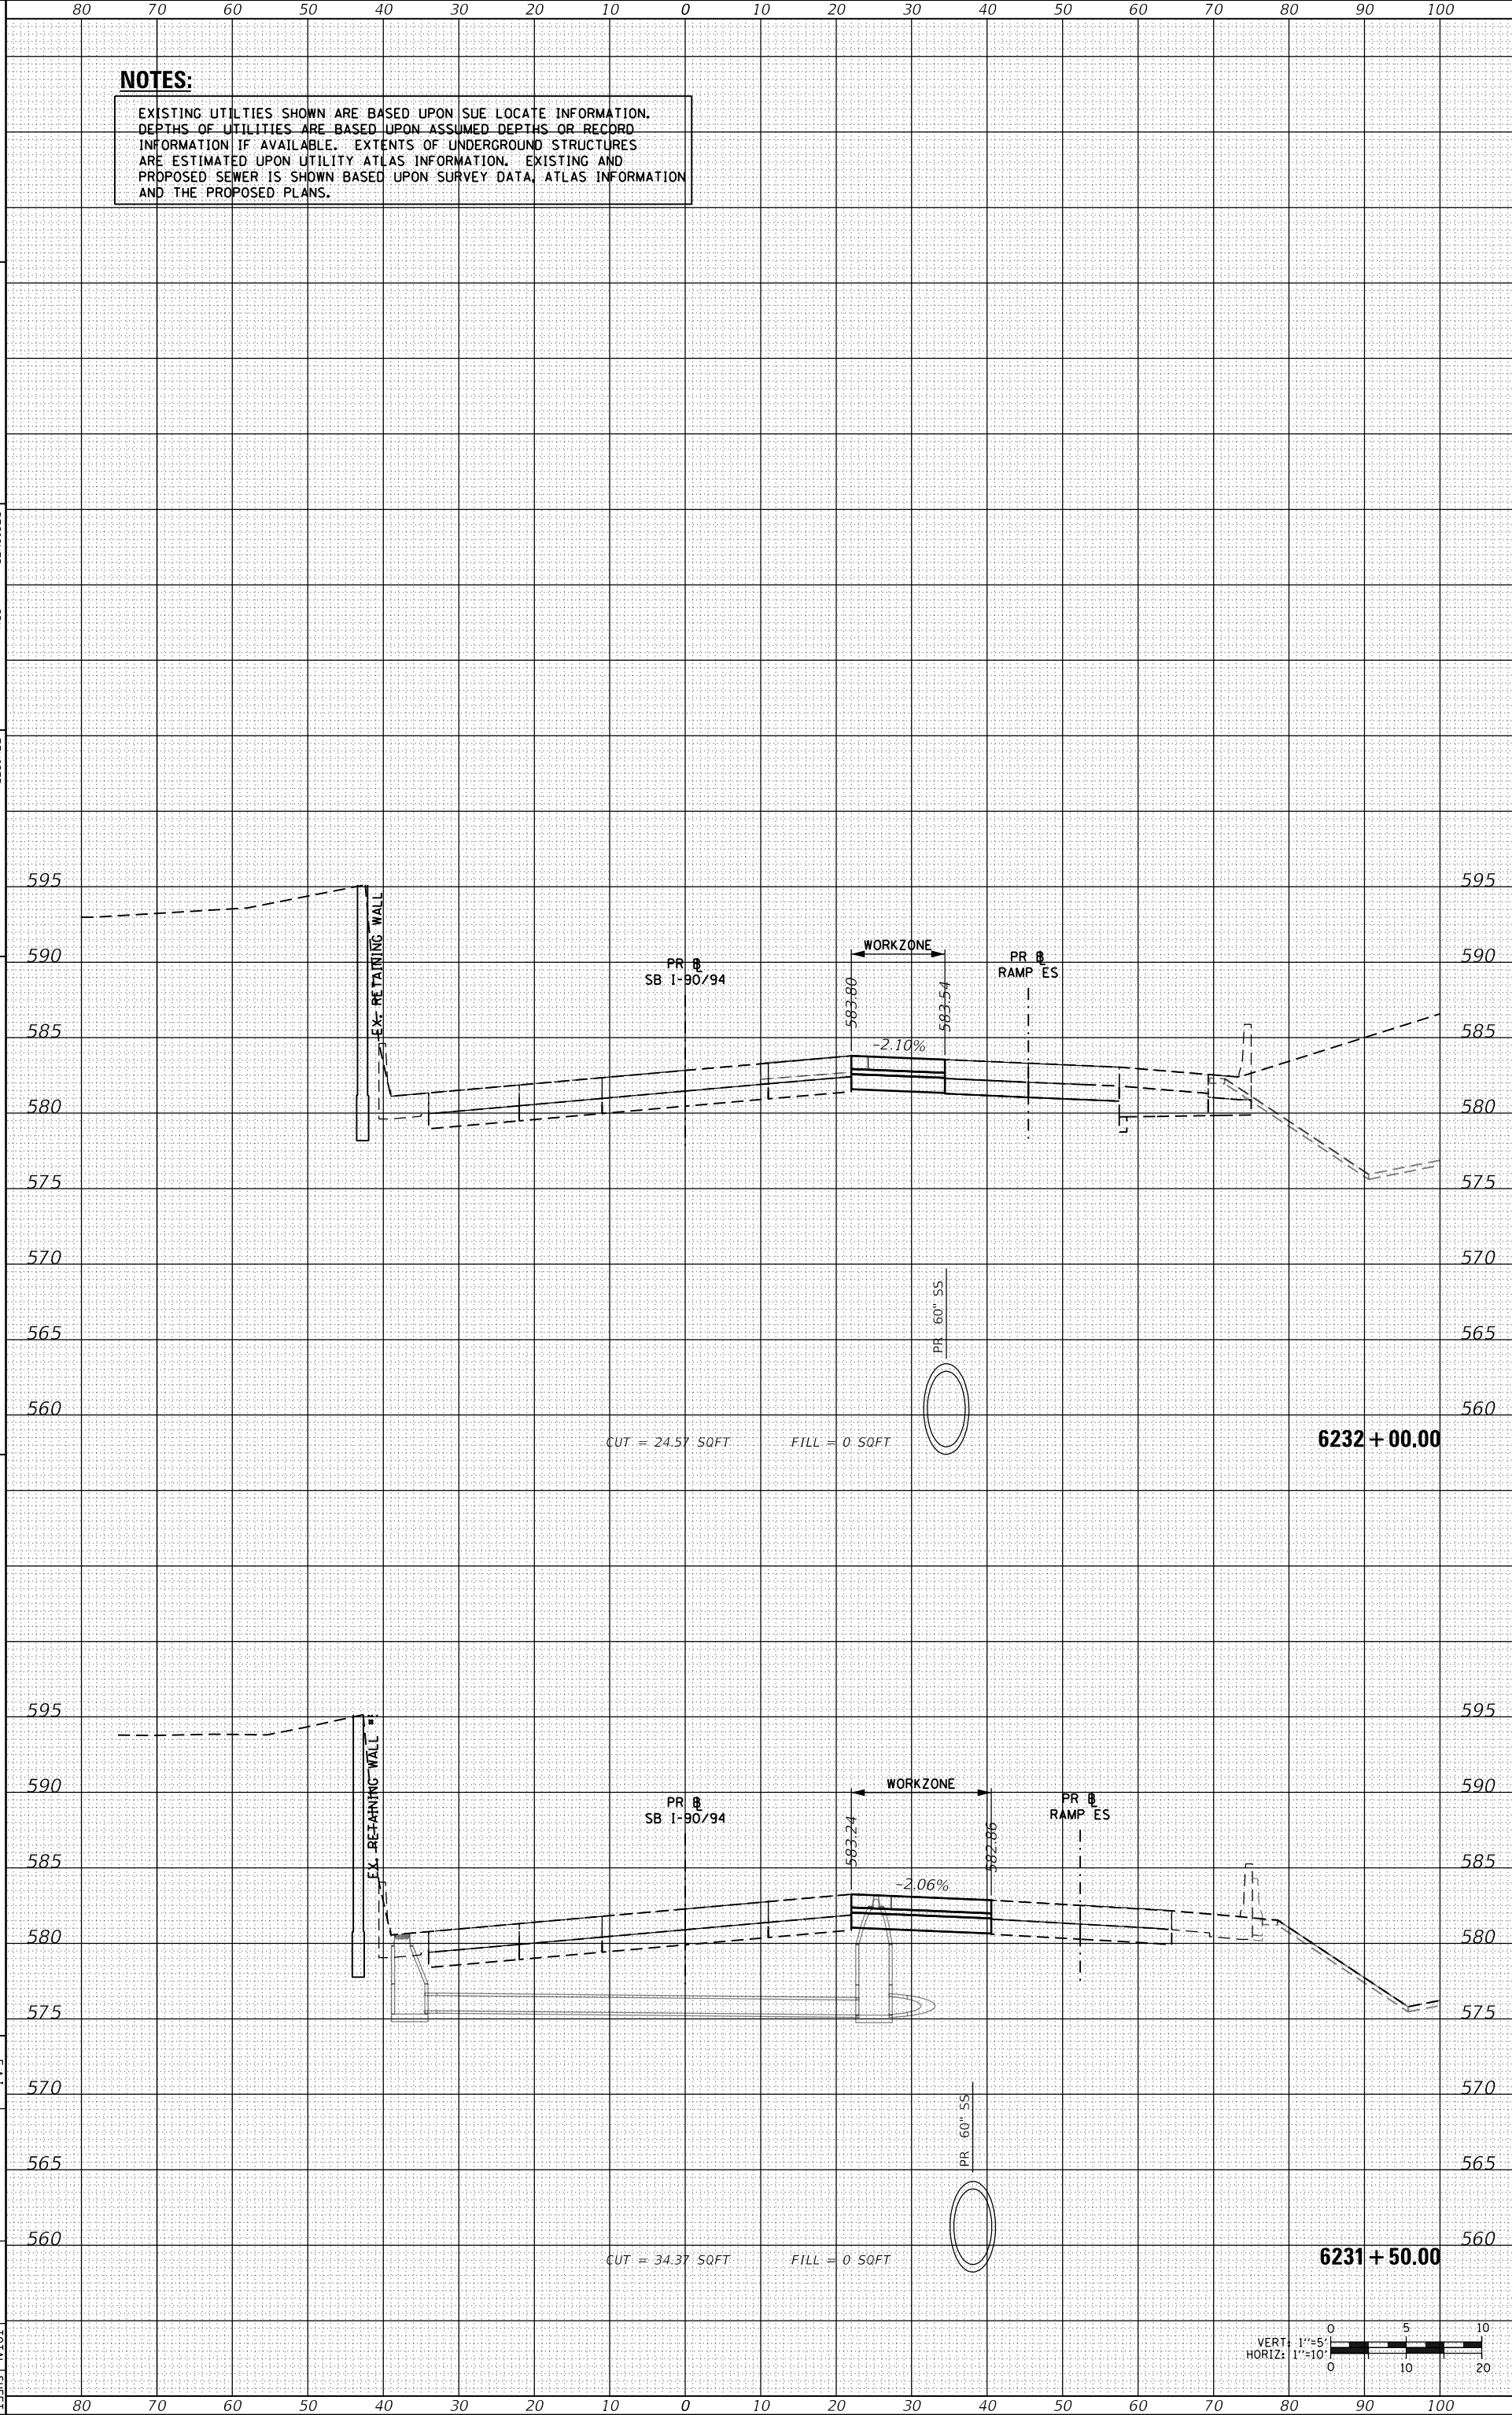 80 70 60 50 40 30 20 10 0 10 20 30 40 50 60 70 80 90 100
NOTES:
EXISTING UTILTIES SHOWN ARE BASED UPON SUE LOCATE INFORMATION.
DEPTHS OF UTILITIES ARE BASED UPON ASSUMED DEPTHS OR RECORD
INFORMATION IF AVAILABLE. EXTENTS OF UNDERGROUND STRUCTURES
ARE ESTIMATED UPON UTILITY ATLAS INFORMATION. EXISTING AND
PROPOSED SEWER IS SHOWN BASED UPON SURVEY DATA, ATLAS INFORMATION
AND THE PROPOSED PLANS.
595 595
EX. RETAINING WALL
WORKZONE
590 590
PR BL
SB I-90/94
PR BL
RAMP ES
583.80
583.54
585 585
-2.10%
580 580
575 575
570 570
PR 60" SS
565 565
560 560
CUT = 24.57 SQFT FILL = 0 SQFT
6232+00.00
595 595
EX. RETAINING WALL
WORKZONE
590 590
PR BL
SB I-90/94
PR BL
RAMP ES
583.24
582.86
585 585
-2.06%
580 580
575 575
570 570
PR 60" SS
565 565
560 560
CUT = 34.37 SQFT FILL = 0 SQFT
6231+50.00
0 5 10
VERT: 1''=5'
HORIZ: 1''=10'
0 10 20
80 70 60 50 40 30 20 10 0 10 20 30 40 50 60 70 80 90 100